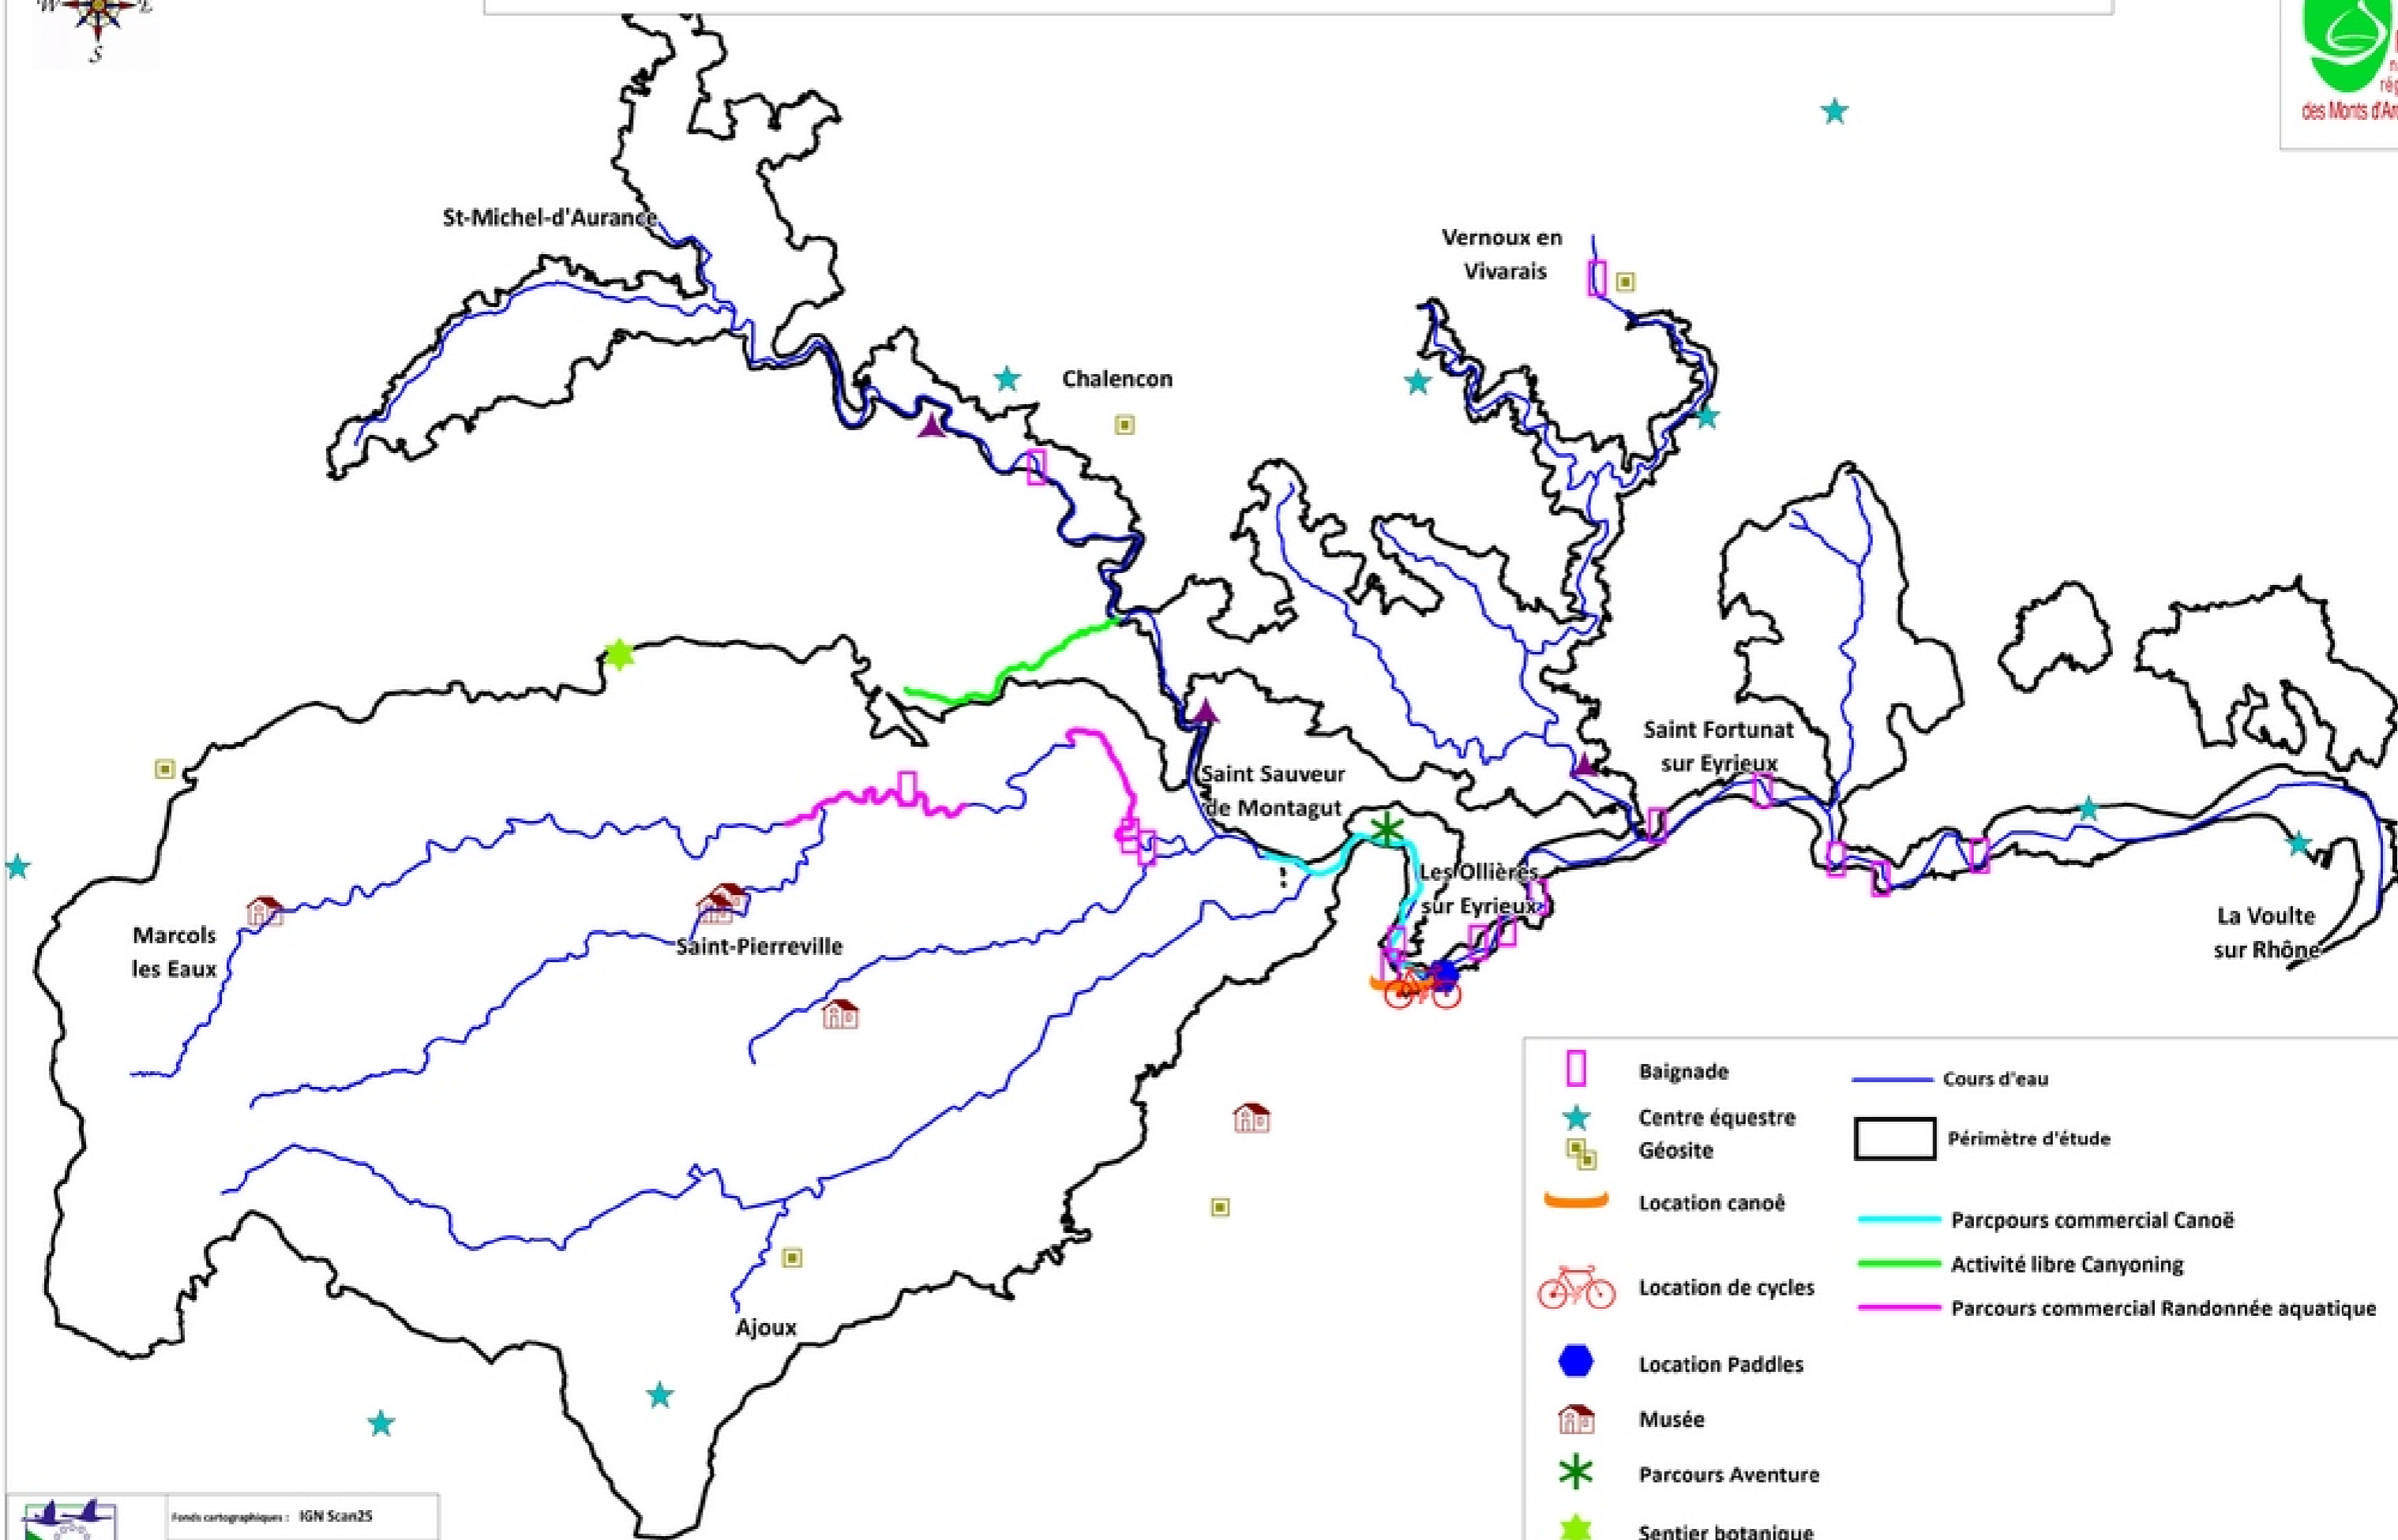 W
E
S
des Monts d'Ar
St-Michel-d'Aurance
Vernoux en
Vivarais
Chalencon
Saint Fortunat
sur Eyrieux
Saint Sauveur
de Montagut
Les Ollières
sur Eyrieux
La Voulte
sur Rhône
Marcols
les Eaux
Saint-Pierreville
Ajoux
Baignade
Centre équestre
Géosite
Location canoë
Location de cycles
Location Paddles
Musée
Parcours Aventure
Sentier botanique
Cours d'eau
Périmètre d'étude
Parcpours commercial Canoë
Activité libre Canyoning
Parcours commercial Randonnée aquatique
Fonds cartographiques : IGN Scan25